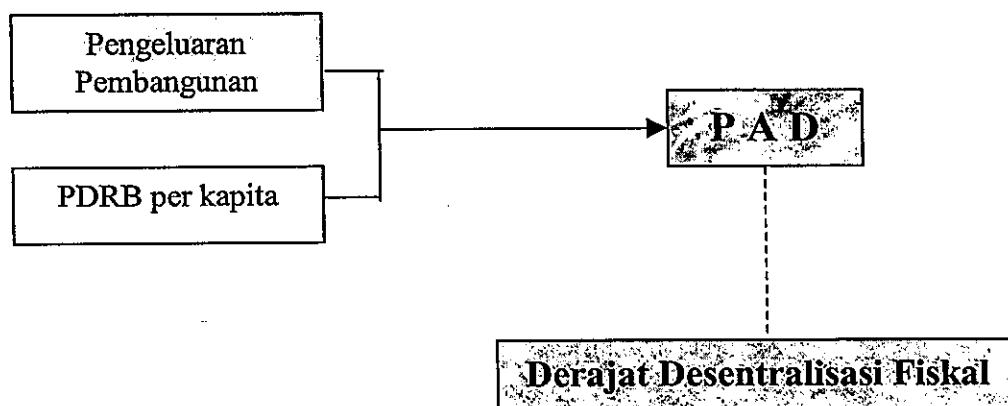 Pengeluaran
Pembangunan
P A D
PDRB per kapita
Derajat Desentralisasi Fiskal